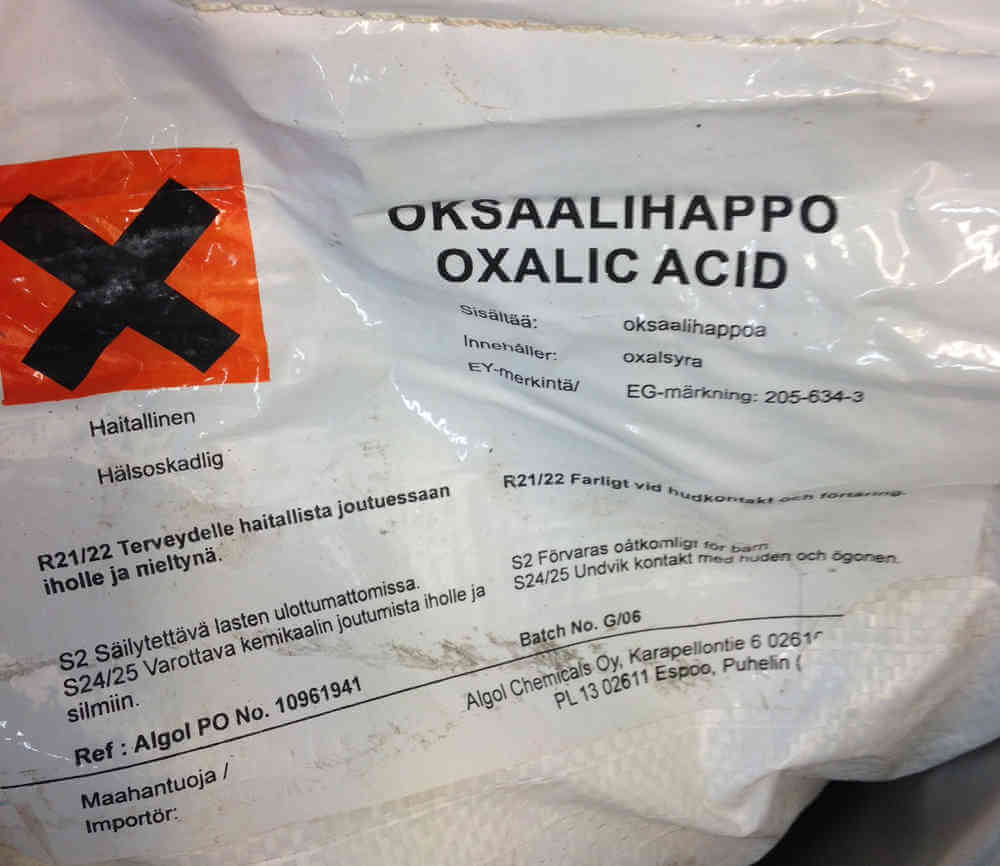 OKSAALIHAPPO
OXALIC ACID
Sisältää: oksaalihappoa
Innehåller: oxalsyra
EY-merkintä/ EG-märkning: 205-634-3
Haitallinen
Hälsoskadlig
R21/22 Terveydelle haitallista joutuessaan
iholle ja nieltynä.
R21/22 Farligt vid hudkontakt och förtäring.
S2 Säilytettävä lasten ulottumattomissa.
S24/25 Varottava kemikaalin joutumista iholle ja
silmiin.
S2 Förvaras oåtkomligt för barn.
S24/25 Undvik kontakt med huden och ögonen.
Ref : Algol PO No. 10961941
Batch No. G/06
Maahantuoja /
Importör:
Algol Chemicals Oy, Karapellontie 6
PL 13 02611 Espoo, Puhelin (